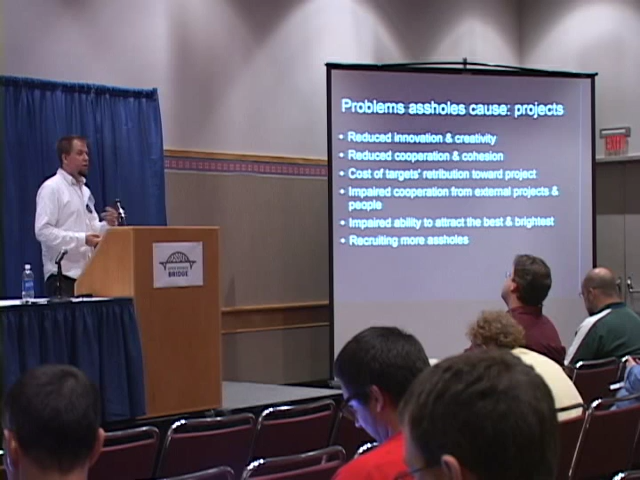 Problems assholes cause: projects
• Reduced innovation & creativity
• Reduced cooperation & cohesion
• Cost of targets' retribution toward project
• Impaired cooperation from external projects &
people
• Impaired ability to attract the best & brightest
• Recruiting more assholes
EXIT
BRIDGE